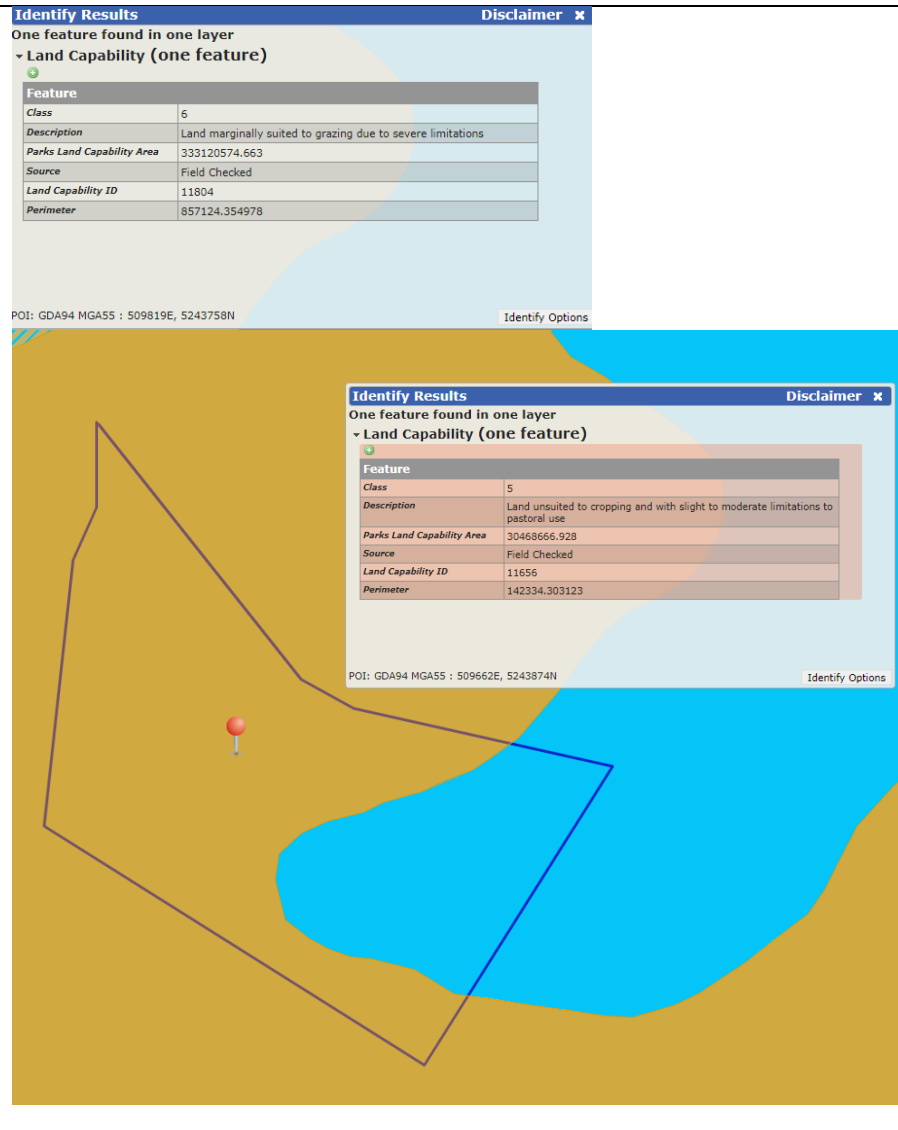 Identify Results Disclaimer x
One feature found in one layer
Land Capability (one feature)
Feature
Class 6
Description Land marginally suited to grazing due to severe limitations
Parks Land Capability Area 333120574.663
Source Field Checked
Land Capability ID 11804
Perimeter 857124.354978
POI: GDA94 MGA55 : 509819E, 5243758N Identify Options
Identify Results Disclaimer x
One feature found in one layer
Land Capability (one feature)
Feature
Class 5
Description Land unsuited to cropping and with slight to moderate limitations to
pastoral use
Parks Land Capability Area 30468666.928
Source Field Checked
Land Capability ID 11656
Perimeter 142334.303123
POI: GDA94 MGA55 : 509662E, 5243874N Identify Options